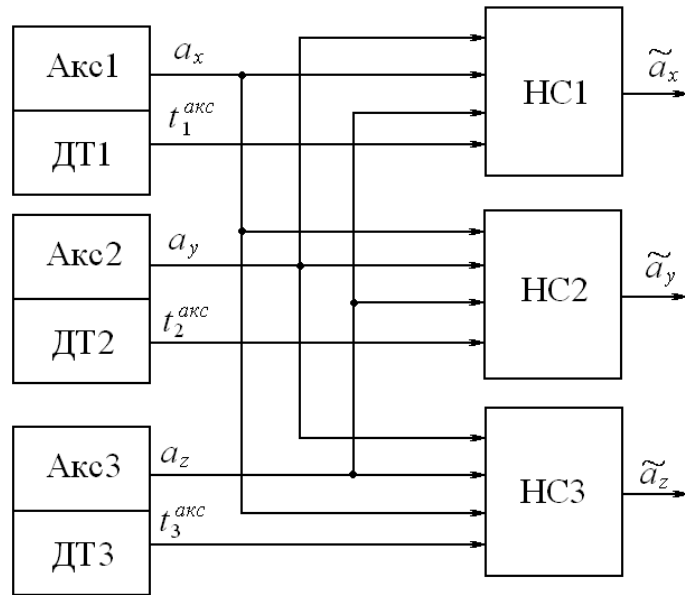 Акс1
a_x
ДТ1
t_1^{акс}
НС1
ã_x
Акс2
a_y
ДТ2
t_2^{акс}
НС2
ã_y
Акс3
a_z
ДТ3
t_3^{акс}
НС3
ã_z